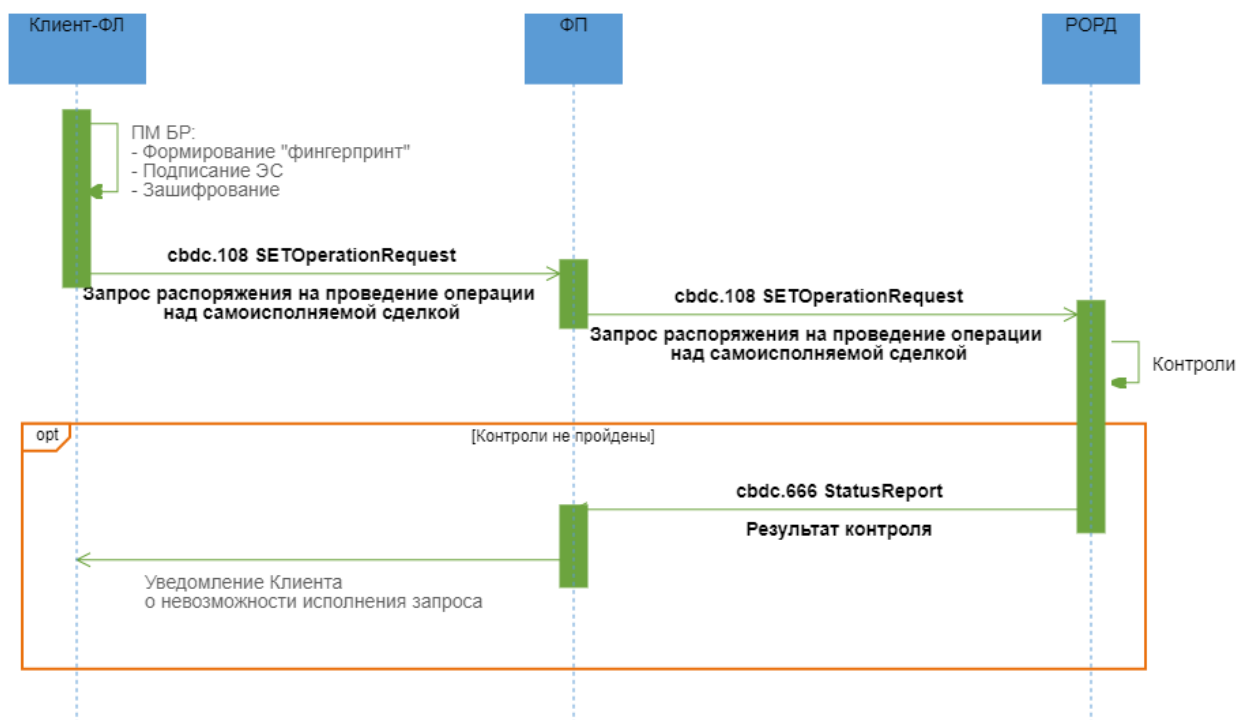 Клиент-ФЛ
ФП
РОРД
ПМ БР:
- Формирование "фингерпринт"
- Подписание ЭС
- Зашифрование
cbdc.108 SETOperationRequest
Запрос распоряжения на проведение операции
над самоисполняемой сделкой
cbdc.108 SETOperationRequest
Запрос распоряжения на проведение операции
над самоисполняемой сделкой
Контроли
opt
[Контроли не пройдены]
cbdc.666 StatusReport
Результат контроля
Уведомление Клиента
о невозможности исполнения запроса